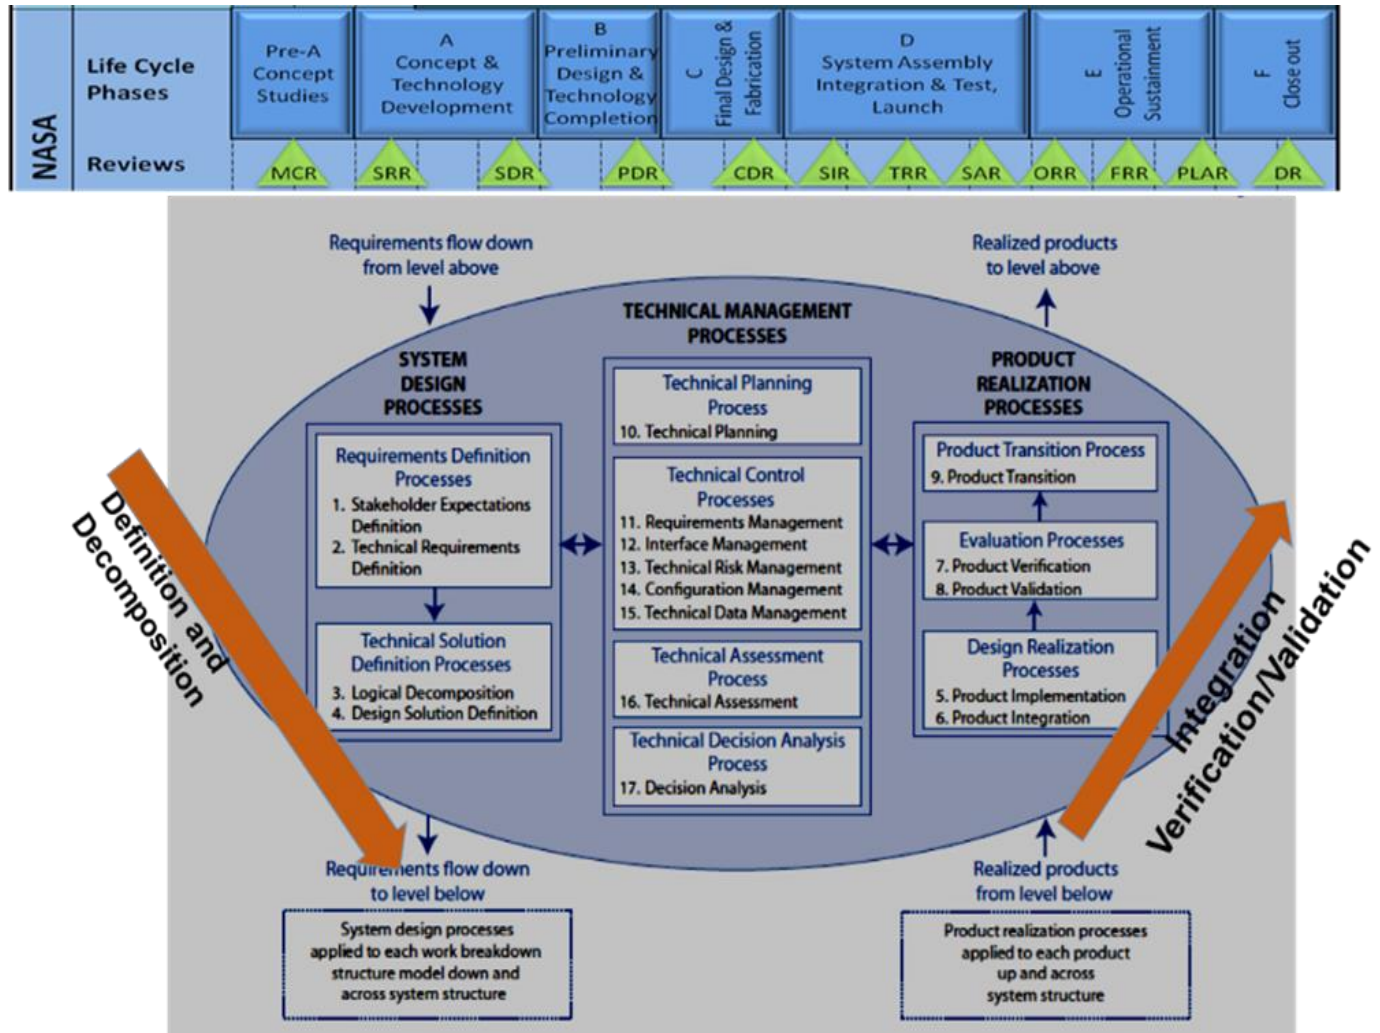 NASA
Life Cycle
Phases
Pre-A
Concept
Studies
A
Concept &
Technology
Development
B
Preliminary
Design &
Technology
Completion
C
Final Design &
Fabrication
D
System Assembly
Integration & Test,
Launch
E
Operational
Sustainment
F
Close out
Reviews
MCR
SRR
SDR
PDR
CDR
SIR
TRR
SAR
ORR
FRR
PLAR
DR
Requirements flow down
from level above
Realized products
to level above
TECHNICAL MANAGEMENT
PROCESSES
SYSTEM
DESIGN
PROCESSES
Requirements Definition
Processes
1. Stakeholder Expectations
Definition
2. Technical Requirements
Definition
Technical Solution
Definition Processes
3. Logical Decomposition
4. Design Solution Definition
Technical Planning
Process
10. Technical Planning
Technical Control
Processes
11. Requirements Management
12. Interface Management
13. Technical Risk Management
14. Configuration Management
15. Technical Data Management
Technical Assessment
Process
16. Technical Assessment
Technical Decision Analysis
Process
17. Decision Analysis
PRODUCT
REALIZATION
PROCESSES
Product Transition Process
9. Product Transition
Evaluation Processes
7. Product Verification
8. Product Validation
Design Realization
Processes
5. Product Implementation
6. Product Integration
Definition and
Decomposition
Integration
Verification/Validation
Requirements flow down
to level below
Realized products
from level below
System design processes
applied to each work breakdown
structure model down and
across system structure
Product realization processes
applied to each product
up and across
system structure